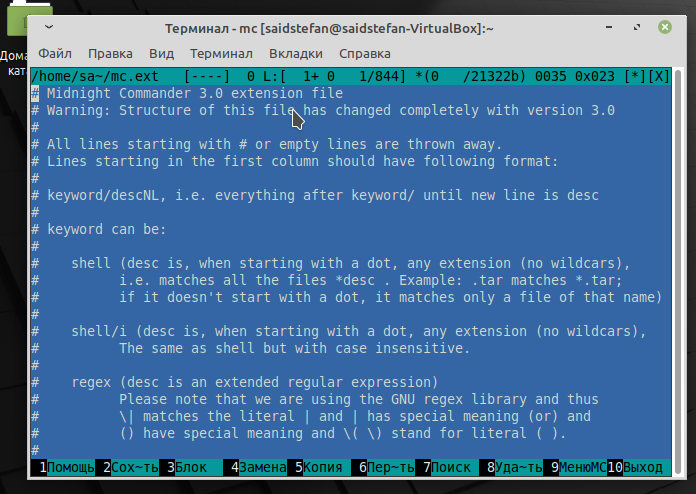 Дома
ката
Терминал - mc [saidstefan@saidstefan-VirtualBox]:~
Файл Правка Вид Терминал Вкладки Справка
/home/sa~/mc.ext [----] 0 L:[ 1+ 0 1/844] *(0 /21322b) 0035 0x023 [*][X]
# Midnight Commander 3.0 extension file
# Warning: Structure of this file has changed completely with version 3.0
#
# All lines starting with # or empty lines are thrown away.
# Lines starting in the first column should have following format:
#
# keyword/descNL, i.e. everything after keyword/ until new line is desc
#
# keyword can be:
#
# shell (desc is, when starting with a dot, any extension (no wildcars),
# i.e. matches all the files *desc . Example: .tar matches *.tar;
# if it doesn't start with a dot, it matches only a file of that name)
#
# shell/i (desc is, when starting with a dot, any extension (no wildcars),
# The same as shell but with case insensitive.
#
# regex (desc is an extended regular expression)
# Please note that we are using the GNU regex library and thus
# \| matches the literal | and | has special meaning (or) and
# () have special meaning and \( \) stand for literal ( ).
#
1Помощь 2Сох~ть 3Блок 4Замена 5Копия 6Пер~ть 7Поиск 8Уда~ть 9МенюMC 10Выход